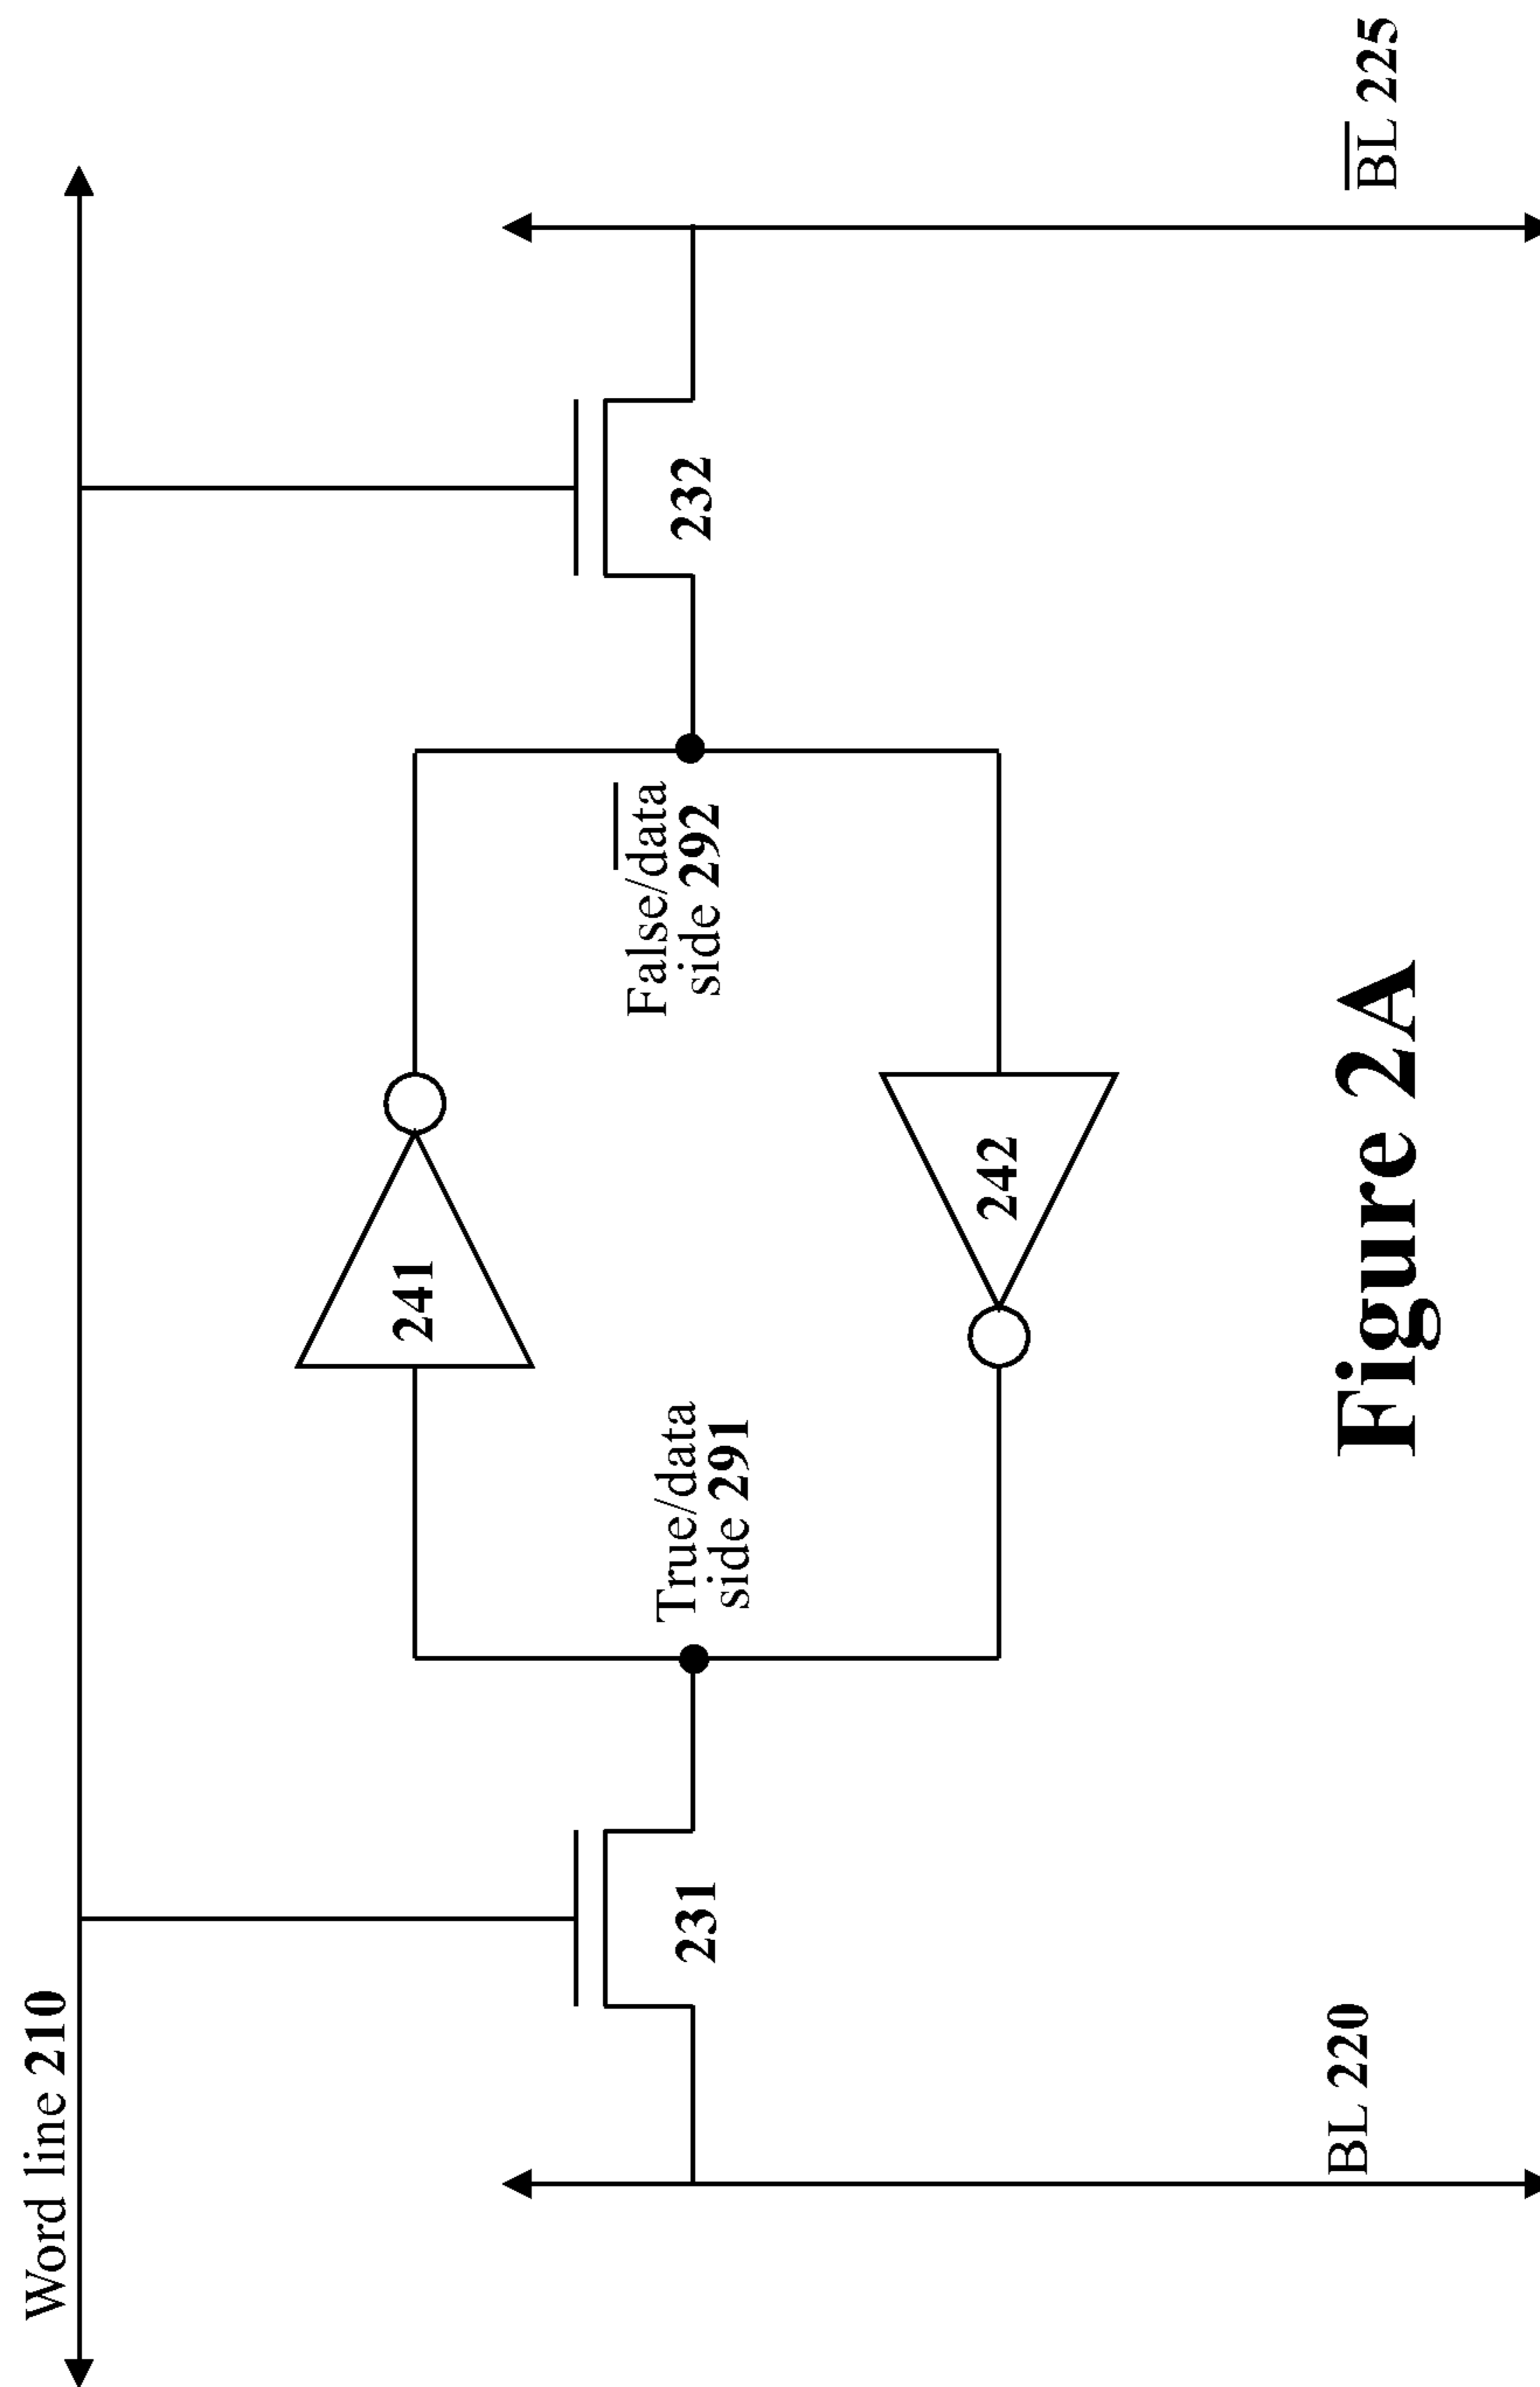 Word line 210
241
232
231
True/data
side 291
False/data
side 292
242
BL 220
BL 225
Figure 2A